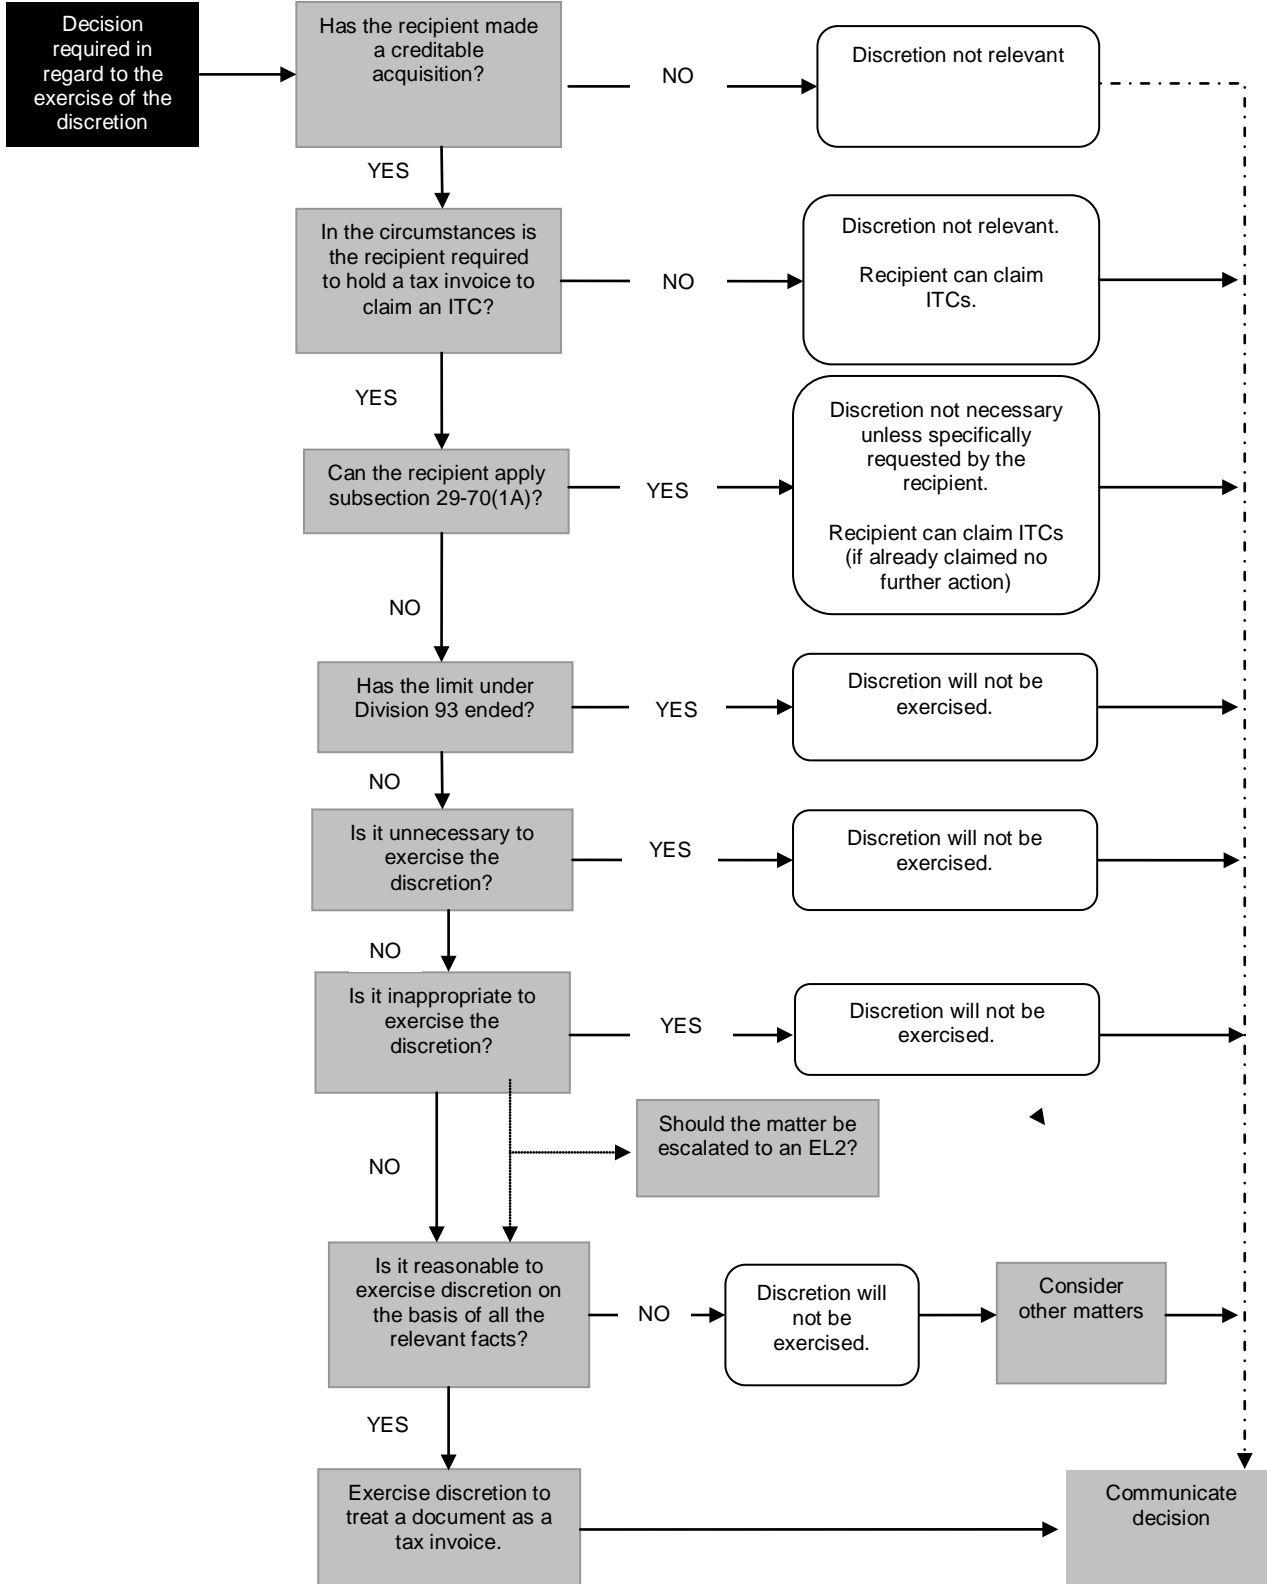 Decision
required in
regard to the
exercise of the
discretion
Has the recipient made
a creditable
acquisition?
NO
Discretion not relevant
YES
In the circumstances is
the recipient required
to hold a tax invoice to
claim an ITC?
NO
Discretion not relevant.
Recipient can claim
ITCs.
YES
Can the recipient apply
subsection 29-70(1A)?
YES
Discretion not necessary
unless specifically
requested by the
recipient.
Recipient can claim ITCs
(if already claimed no
further action)
NO
Has the limit under
Division 93 ended?
YES
Discretion will not be
exercised.
NO
Is it unnecessary to
exercise the
discretion?
YES
Discretion will not be
exercised.
NO
Is it inappropriate to
exercise the
discretion?
YES
Discretion will not be
exercised.
Should the matter be
escalated to an EL2?
NO
Is it reasonable to
exercise discretion on
the basis of all the
relevant facts?
NO
Discretion will
not be
exercised.
Consider
other matters
YES
Exercise discretion to
treat a document as a
tax invoice.
Communicate
decision